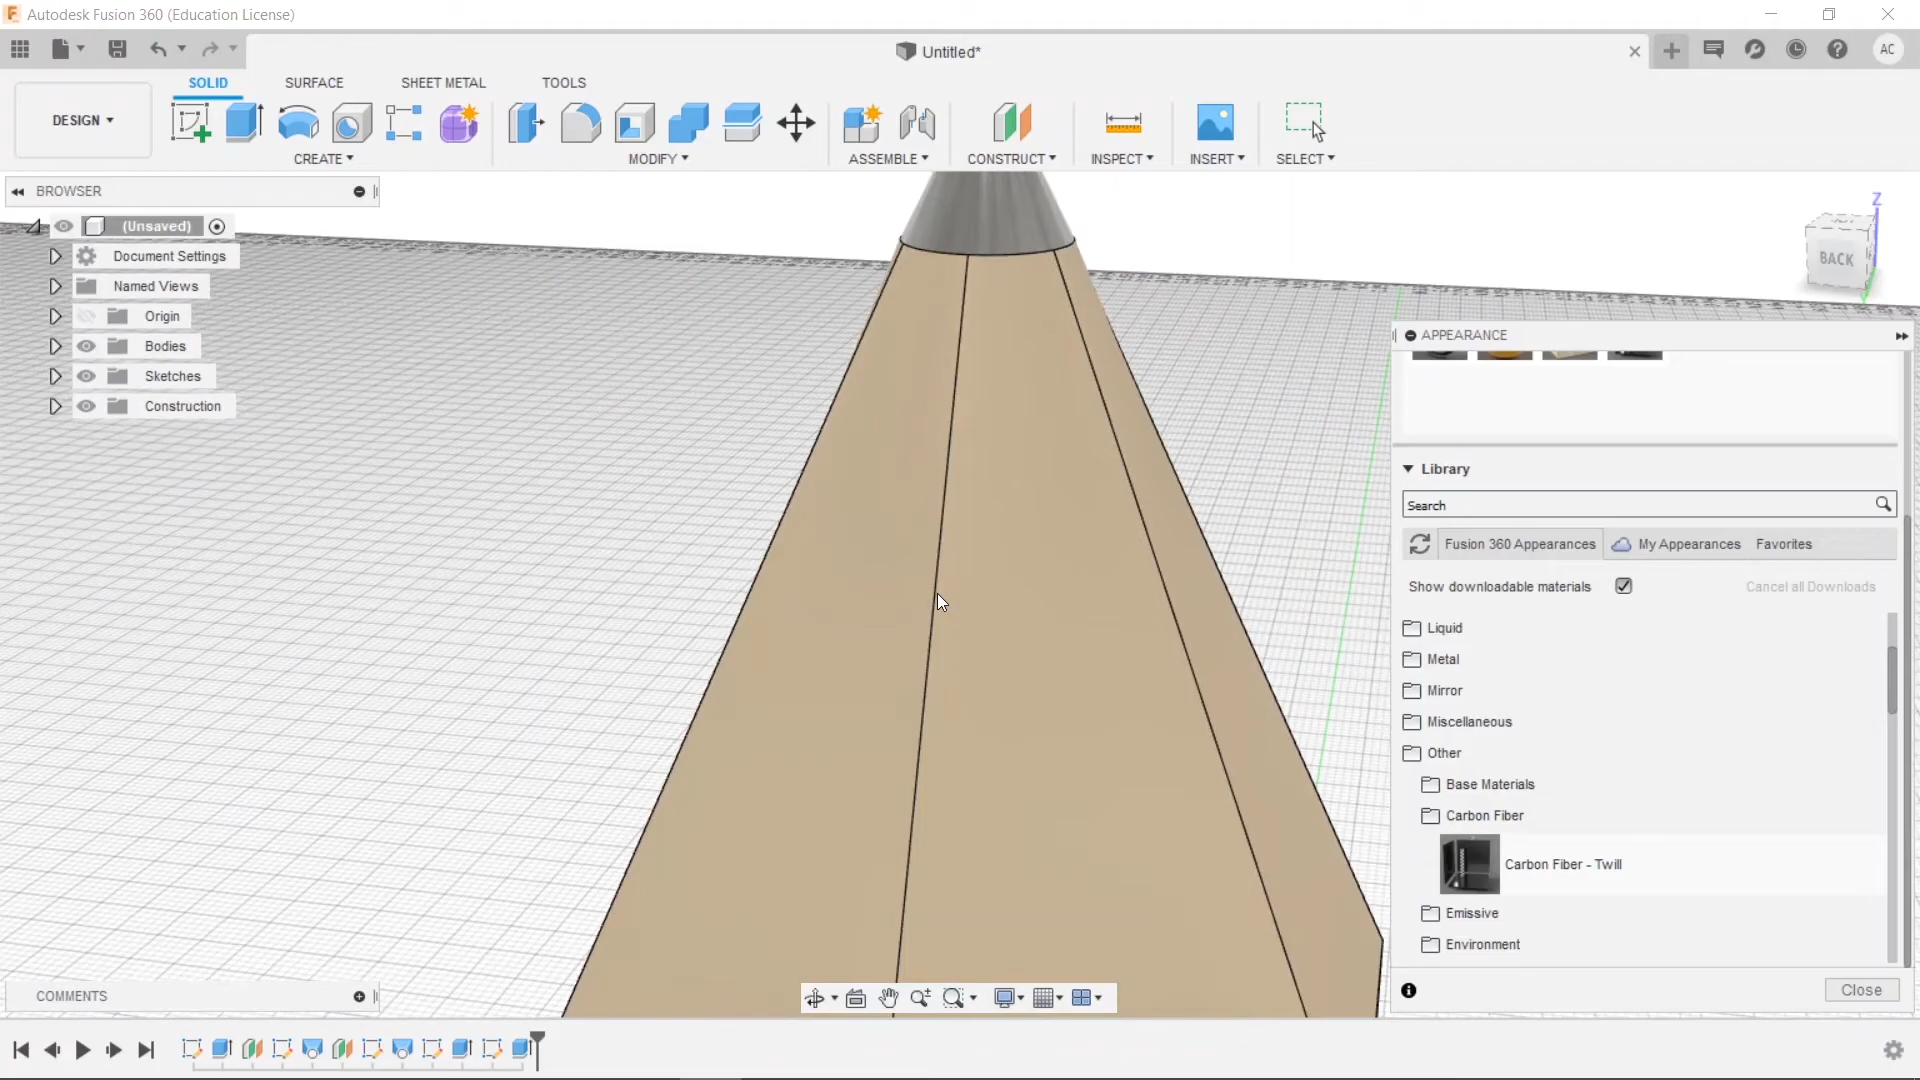 Autodesk Fusion 360 (Education License)
Untitled*
AC
DESIGN
SOLID
SURFACE
SHEET METAL
TOOLS
CREATE
MODIFY
ASSEMBLE
CONSTRUCT
INSPECT
INSERT
SELECT
BROWSER
(Unsaved)
Document Settings
Named Views
Origin
Bodies
Sketches
Construction
Z
BACK
APPEARANCE
Library
Search
Fusion 360 Appearances
My Appearances
Favorites
Show downloadable materials
Cancel all Downloads
Liquid
Metal
Mirror
Miscellaneous
Other
Base Materials
Carbon Fiber
Carbon Fiber - Twill
Emissive
Environment
Close
COMMENTS